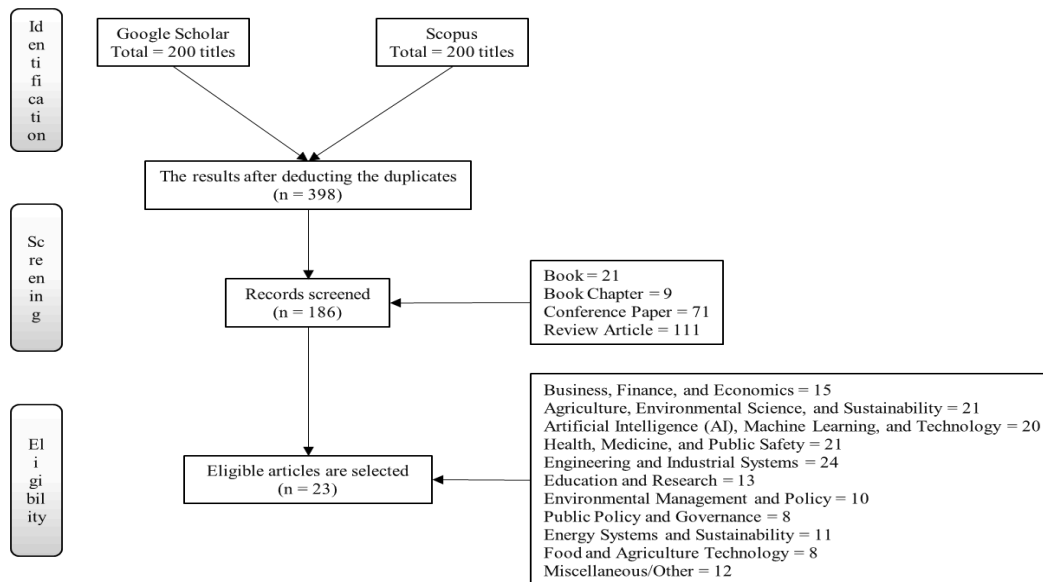 Id
en
ti
fi
ca
ti
on
Google Scholar
Total = 200 titles
Scopus
Total = 200 titles
The results after deducting the duplicates
(n = 398)
Sc
re
en
in
g
Records screened
(n = 186)
Book = 21
Book Chapter = 9
Conference Paper = 71
Review Article = 111
El
i
gi
bil
ity
Eligible articles are selected
(n = 23)
Business, Finance, and Economics = 15
Agriculture, Environmental Science, and Sustainability = 21
Artificial Intelligence (AI), Machine Learning, and Technology = 20
Health, Medicine, and Public Safety = 21
Engineering and Industrial Systems = 24
Education and Research = 13
Environmental Management and Policy = 10
Public Policy and Governance = 8
Energy Systems and Sustainability = 11
Food and Agriculture Technology = 8
Miscellaneous/Other = 12